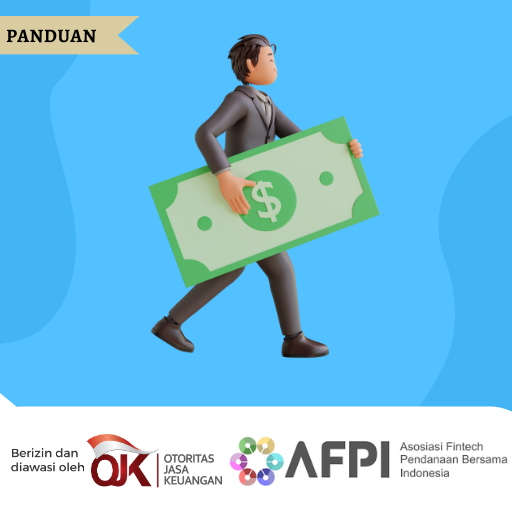 PANDUAN
$
Berizin dan
diawasi oleh
OJK
OTORITAS
JASA
KEUANGAN
AFPI
Asosiasi Fintech
Pendanaan Bersama
Indonesia